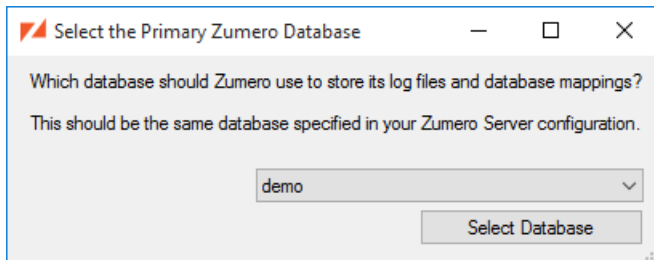 Select the Primary Zumero Database
Which database should Zumero use to store its log files and database mappings?
This should be the same database specified in your Zumero Server configuration.
demo
Select Database